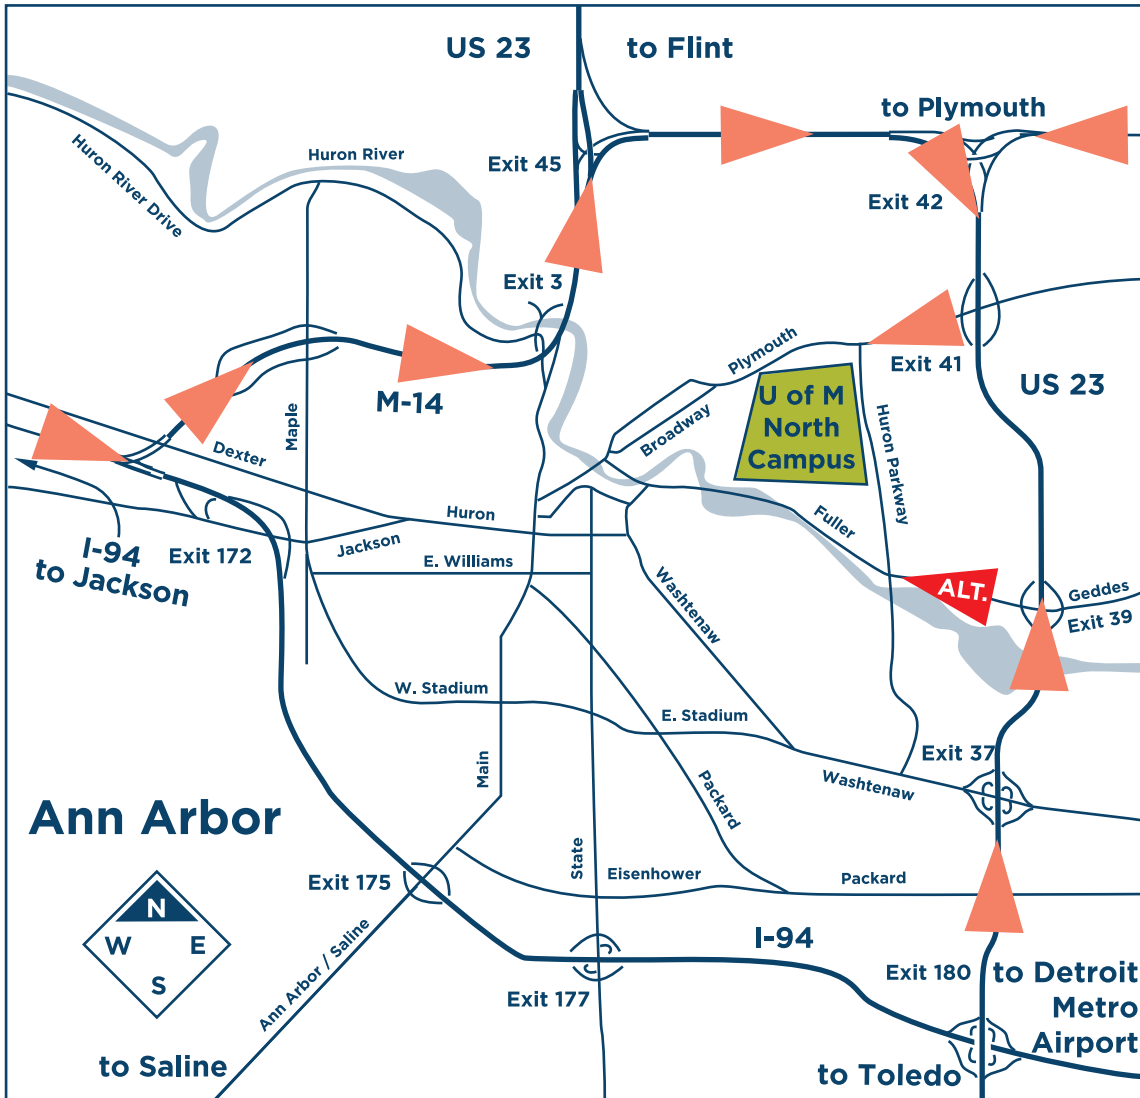 US 23
to Flint
to Plymouth
Huron River
Exit 45
Huron River Drive
Exit 42
Exit 3
Plymouth
Exit 41
US 23
M-14
U of M
North
Campus
Maple
Broadway
Huron Parkway
Dexter
Huron
Fuller
I-94
to Jackson
Exit 172
Jackson
E. Williams
Washtenaw
ALT.
Geddes
Exit 39
W. Stadium
E. Stadium
Main
Exit 37
Washtenaw
Packard
Ann Arbor
State
Exit 175
Eisenhower
Packard
N
W E
S
Ann Arbor / Saline
I-94
Exit 177
Exit 180
to Detroit
Metro
Airport
to Saline
to Toledo